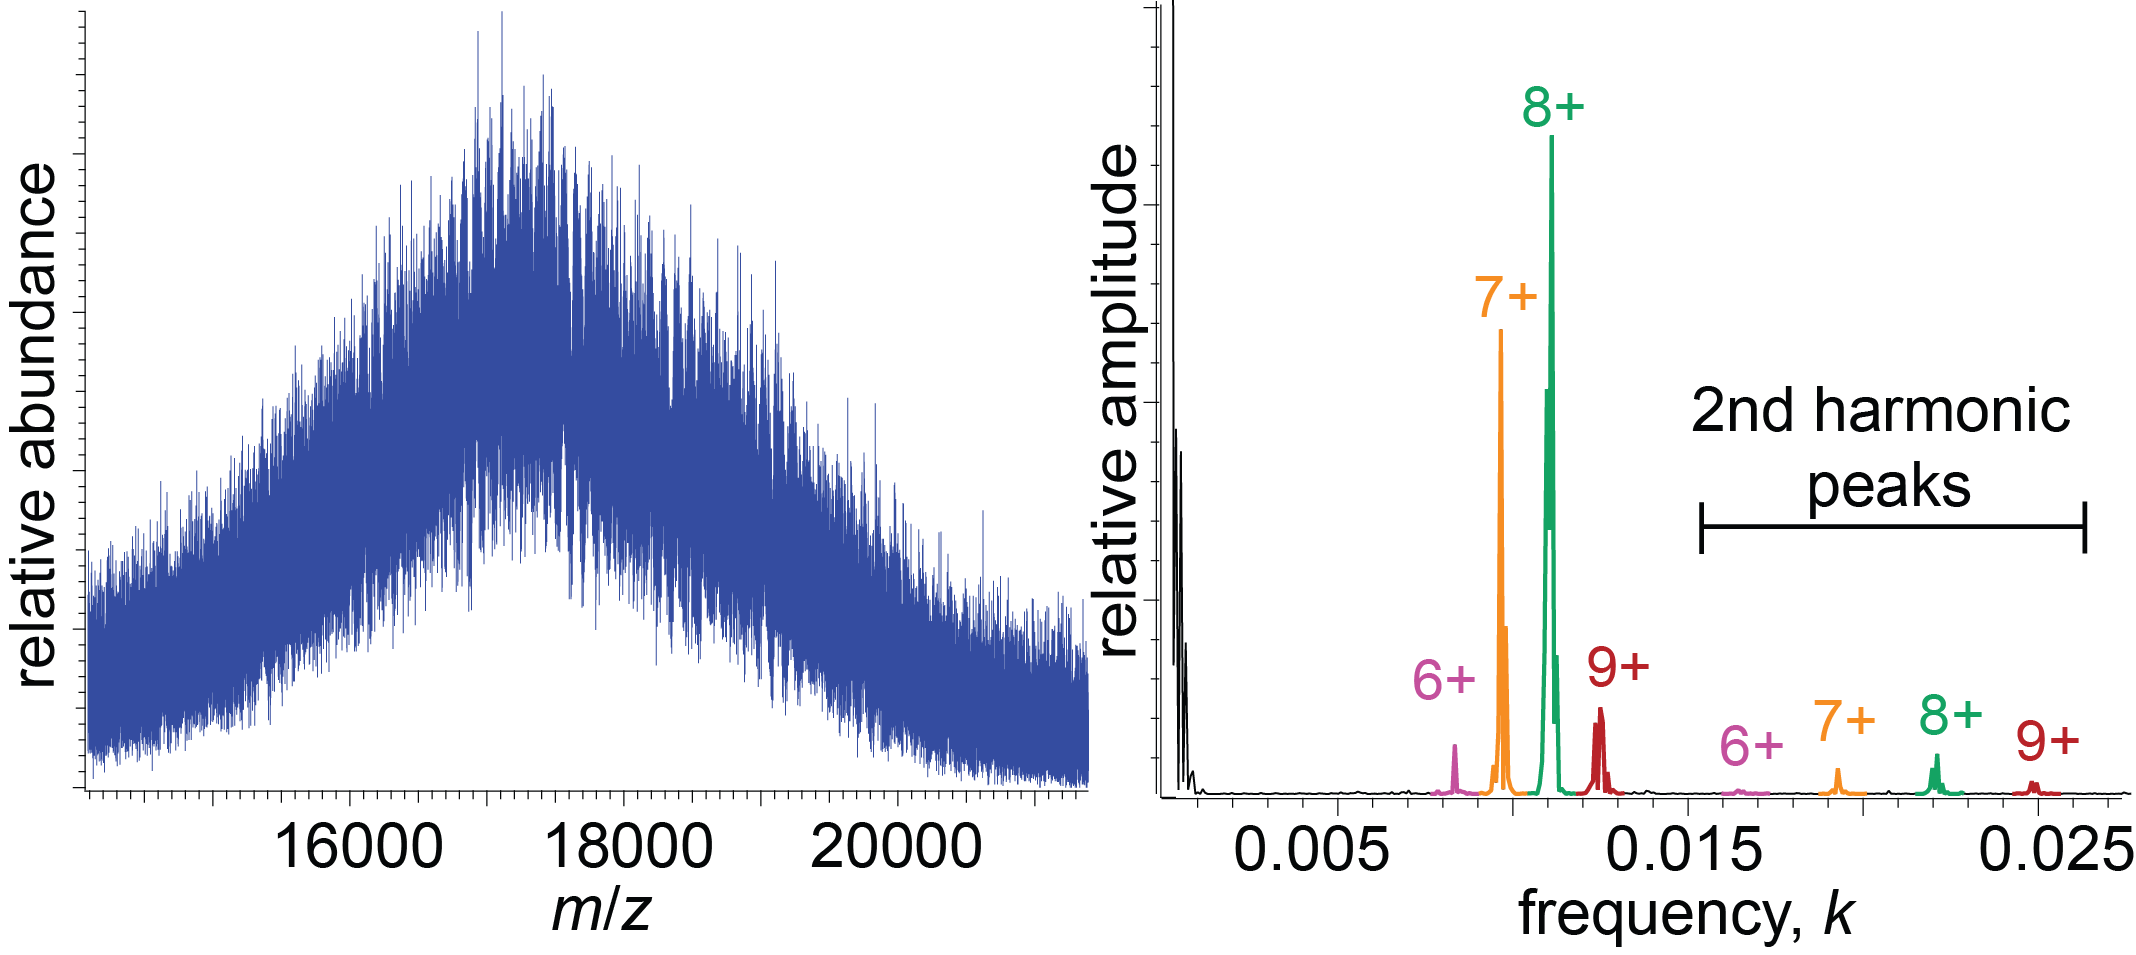 relative abundance
16000 18000 20000
m/z
relative amplitude
8+
7+
6+
9+
2nd harmonic
peaks
6+
7+
8+
9+
0.005 0.015 0.025
frequency, k